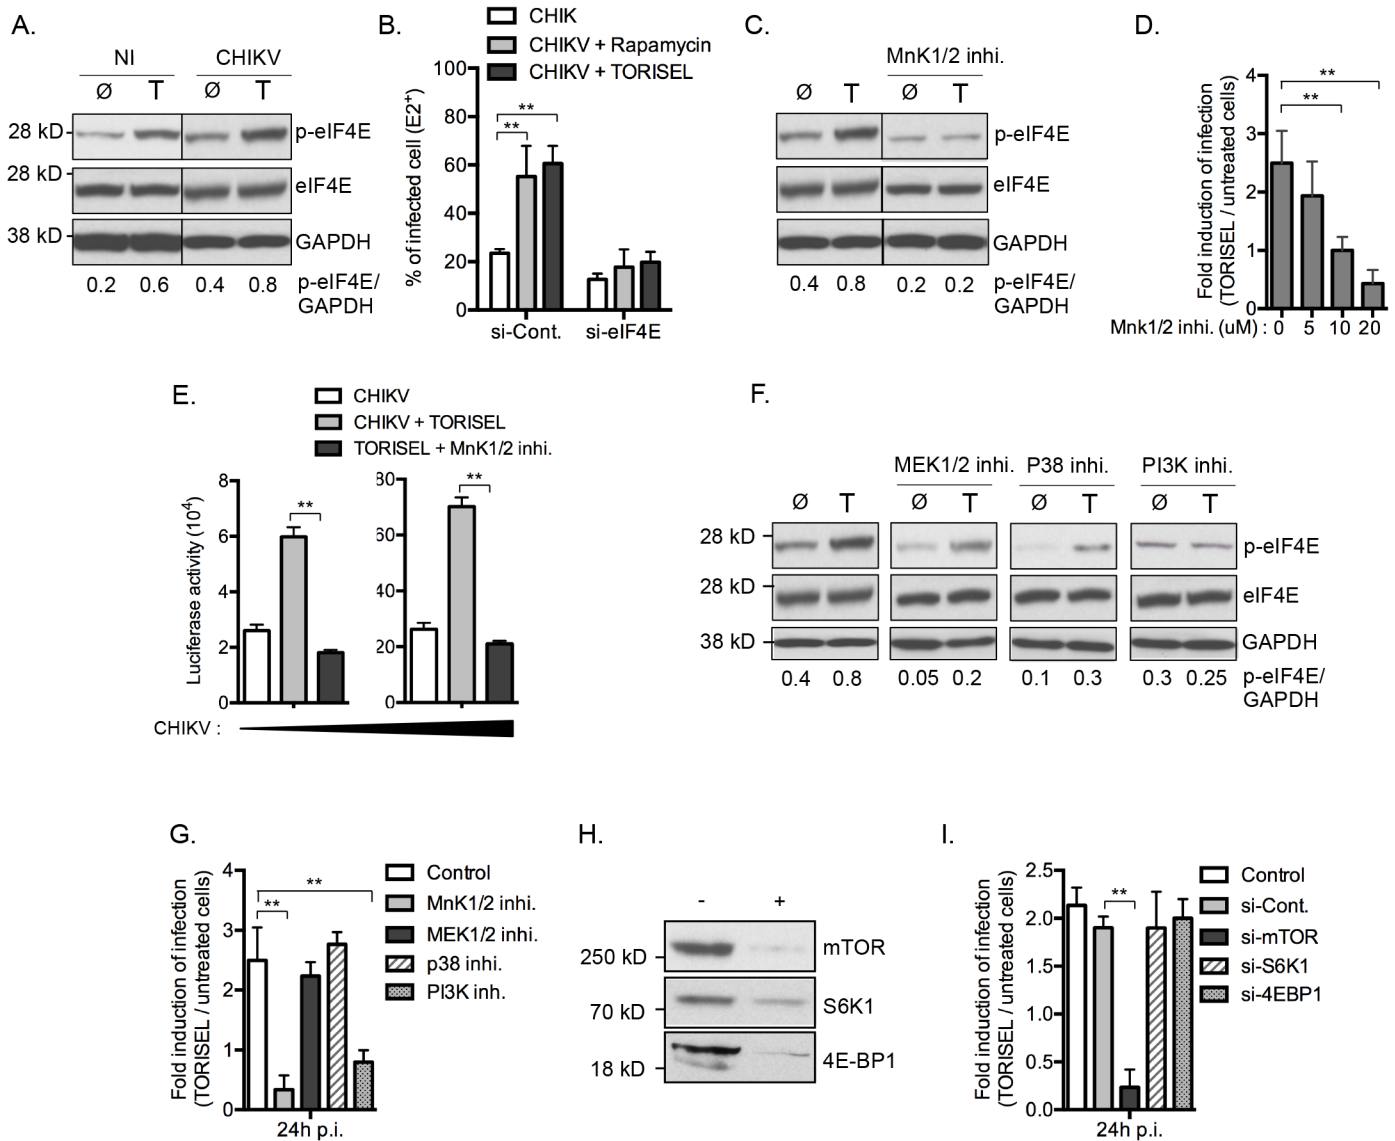 A.
NI CHIKV
Ø T Ø T
28 kD p-eIF4E
28 kD eIF4E
38 kD GAPDH
0.2 0.6 0.4 0.8 p-eIF4E/
GAPDH
B.
CHIK
CHIKV + Rapamycin
CHIKV + TORISEL
% of infected cell (E2+)
100
80
60
40
20
0
** **
si-Cont. si-eIF4E
C.
MnK1/2 inhi.
Ø T Ø T
p-eIF4E
eIF4E
GAPDH
0.4 0.8 0.2 0.2 p-eIF4E/
GAPDH
D.
Fold induction of infection
(TORISEL / untreated cells)
4
3
2
1
0
**
**
Mnk1/2 inhi. (uM) : 0 5 10 20
E.
CHIKV
CHIKV + TORISEL
TORISEL + MnK1/2 inhi.
Luciferase activity (10⁴)
8
6
4
2
0
**
80
60
40
20
0
**
CHIKV :
F.
MEK1/2 inhi. P38 inhi. PI3K inhi.
Ø T Ø T Ø T Ø T
28 kD p-eIF4E
28 kD eIF4E
38 kD GAPDH
0.4 0.8 0.05 0.2 0.1 0.3 0.3 0.25 p-eIF4E/
GAPDH
G.
Fold induction of infection
(TORISEL / untreated cells)
4
3
2
1
0
**
**
24h p.i.
Control
MnK1/2 inhi.
MEK1/2 inhi.
p38 inhi.
PI3K inh.
H.
- +
250 kD mTOR
70 kD S6K1
18 kD 4E-BP1
I.
Fold induction of infection
(TORISEL / untreated cells)
2.5
2.0
1.5
1.0
0.5
0.0
**
24h p.i.
Control
si-Cont.
si-mTOR
si-S6K1
si-4EBP1